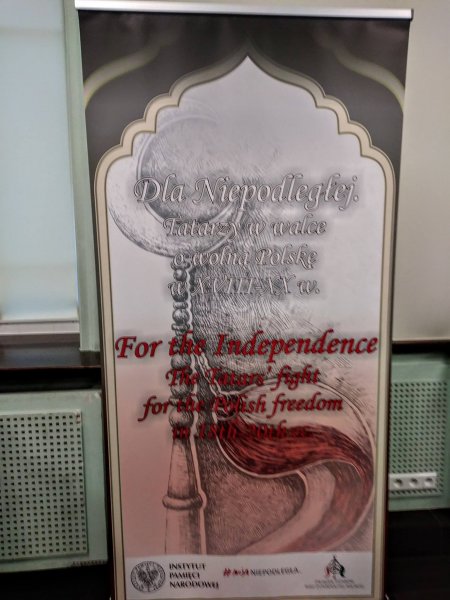 Dla Niepodległej.
Tatarzy w walce
o wolną Polskę
w XVIII-XX w.
For the Independence
The Tatars' fight
for the Polish freedom
in 18th
INSTYTUT
PAMIĘCI
NARODOWEJ
NIEPODLEGŁA